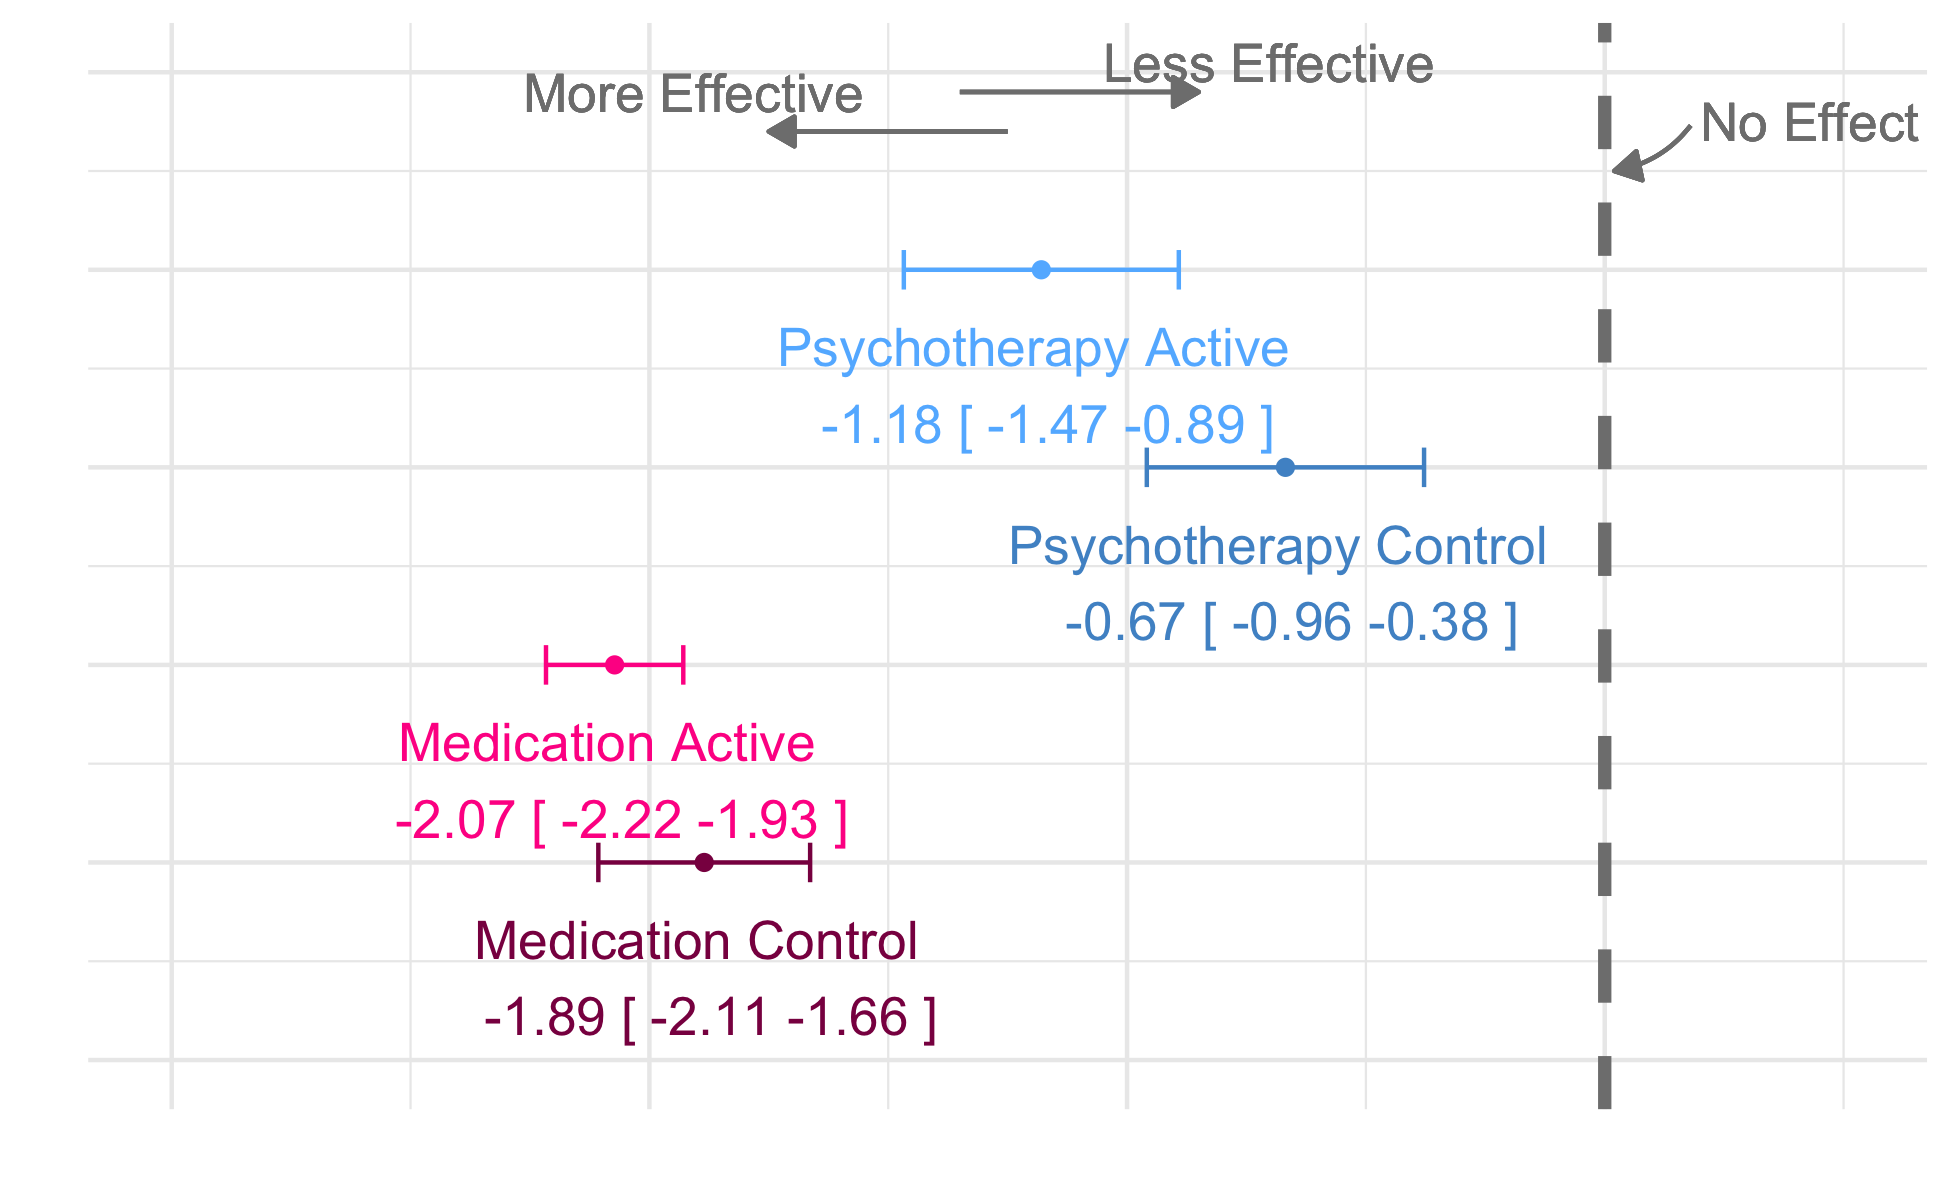 Less Effective
More Effective
No Effect
Psychotherapy Active
-1.18 [ -1.47 -0.89 ]
Psychotherapy Control
-0.67 [ -0.96 -0.38 ]
Medication Active
-2.07 [ -2.22 -1.93 ]
Medication Control
-1.89 [ -2.11 -1.66 ]